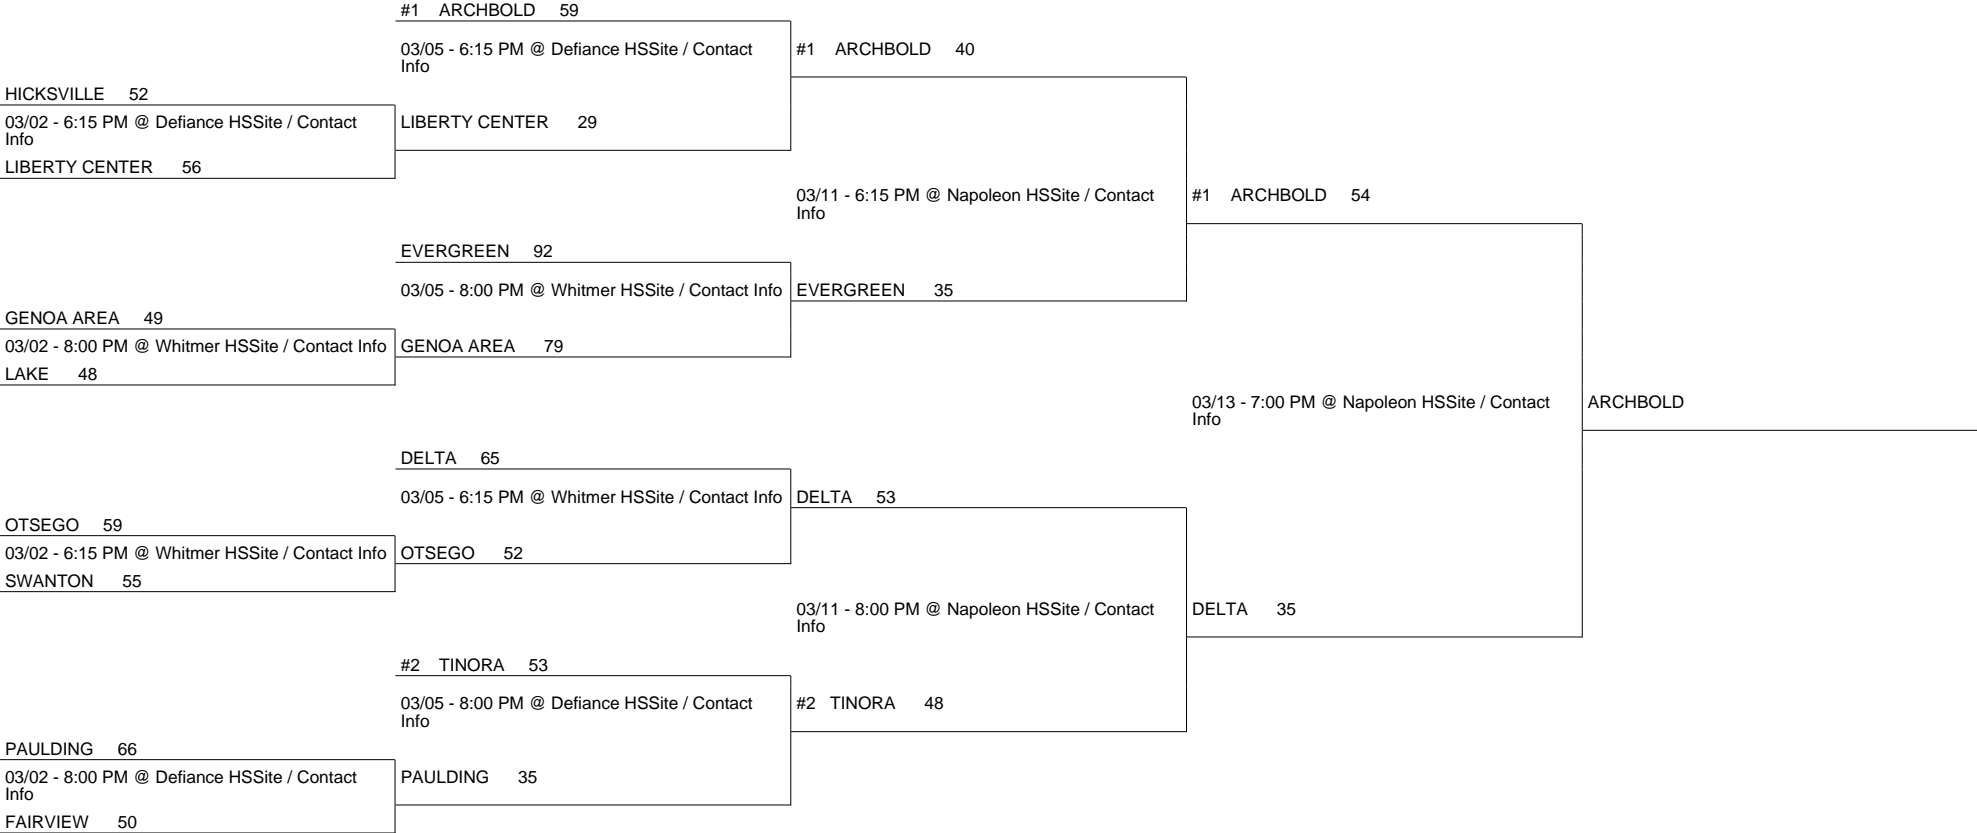 #1 ARCHBOLD 59
03/05 - 6:15 PM @ Defiance HSSite / Contact
Info
#1 ARCHBOLD 40
HICKSVILLE 52
03/02 - 6:15 PM @ Defiance HSSite / Contact
Info
LIBERTY CENTER 29
LIBERTY CENTER 56
03/11 - 6:15 PM @ Napoleon HSSite / Contact
Info
#1 ARCHBOLD 54
EVERGREEN 92
03/05 - 8:00 PM @ Whitmer HSSite / Contact Info
EVERGREEN 35
GENOA AREA 49
03/02 - 8:00 PM @ Whitmer HSSite / Contact Info
GENOA AREA 79
LAKE 48
03/13 - 7:00 PM @ Napoleon HSSite / Contact
Info
ARCHBOLD
DELTA 65
03/05 - 6:15 PM @ Whitmer HSSite / Contact Info
DELTA 53
OTSEGO 59
03/02 - 6:15 PM @ Whitmer HSSite / Contact Info
OTSEGO 52
SWANTON 55
03/11 - 8:00 PM @ Napoleon HSSite / Contact
Info
DELTA 35
#2 TINORA 53
03/05 - 8:00 PM @ Defiance HSSite / Contact
Info
#2 TINORA 48
PAULDING 66
03/02 - 8:00 PM @ Defiance HSSite / Contact
Info
PAULDING 35
FAIRVIEW 50